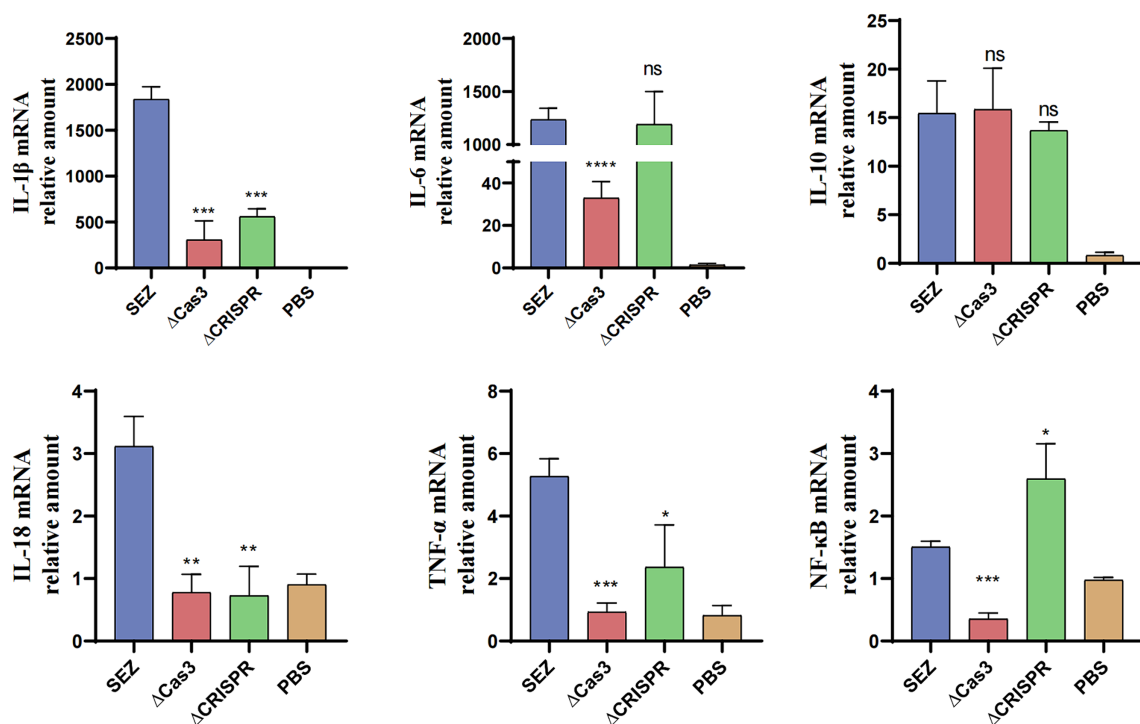 IL-1β mRNA
relative amount
2500
2000
1500
1000
500
0
***
***
SEZ
ΔCas3
ΔCRISPR
PBS
IL-6 mRNA
relative amount
2000
1500
1000
40
20
0
****
ns
SEZ
ΔCas3
ΔCRISPR
PBS
IL-10 mRNA
relative amount
25
20
15
10
5
0
ns
ns
SEZ
ΔCas3
ΔCRISPR
PBS
IL-18 mRNA
relative amount
4
3
2
1
0
**
**
SEZ
ΔCas3
ΔCRISPR
PBS
TNF-α mRNA
relative amount
8
6
4
2
0
***
*
SEZ
ΔCas3
ΔCRISPR
PBS
NF-κB mRNA
relative amount
4
3
2
1
0
***
*
SEZ
ΔCas3
ΔCRISPR
PBS